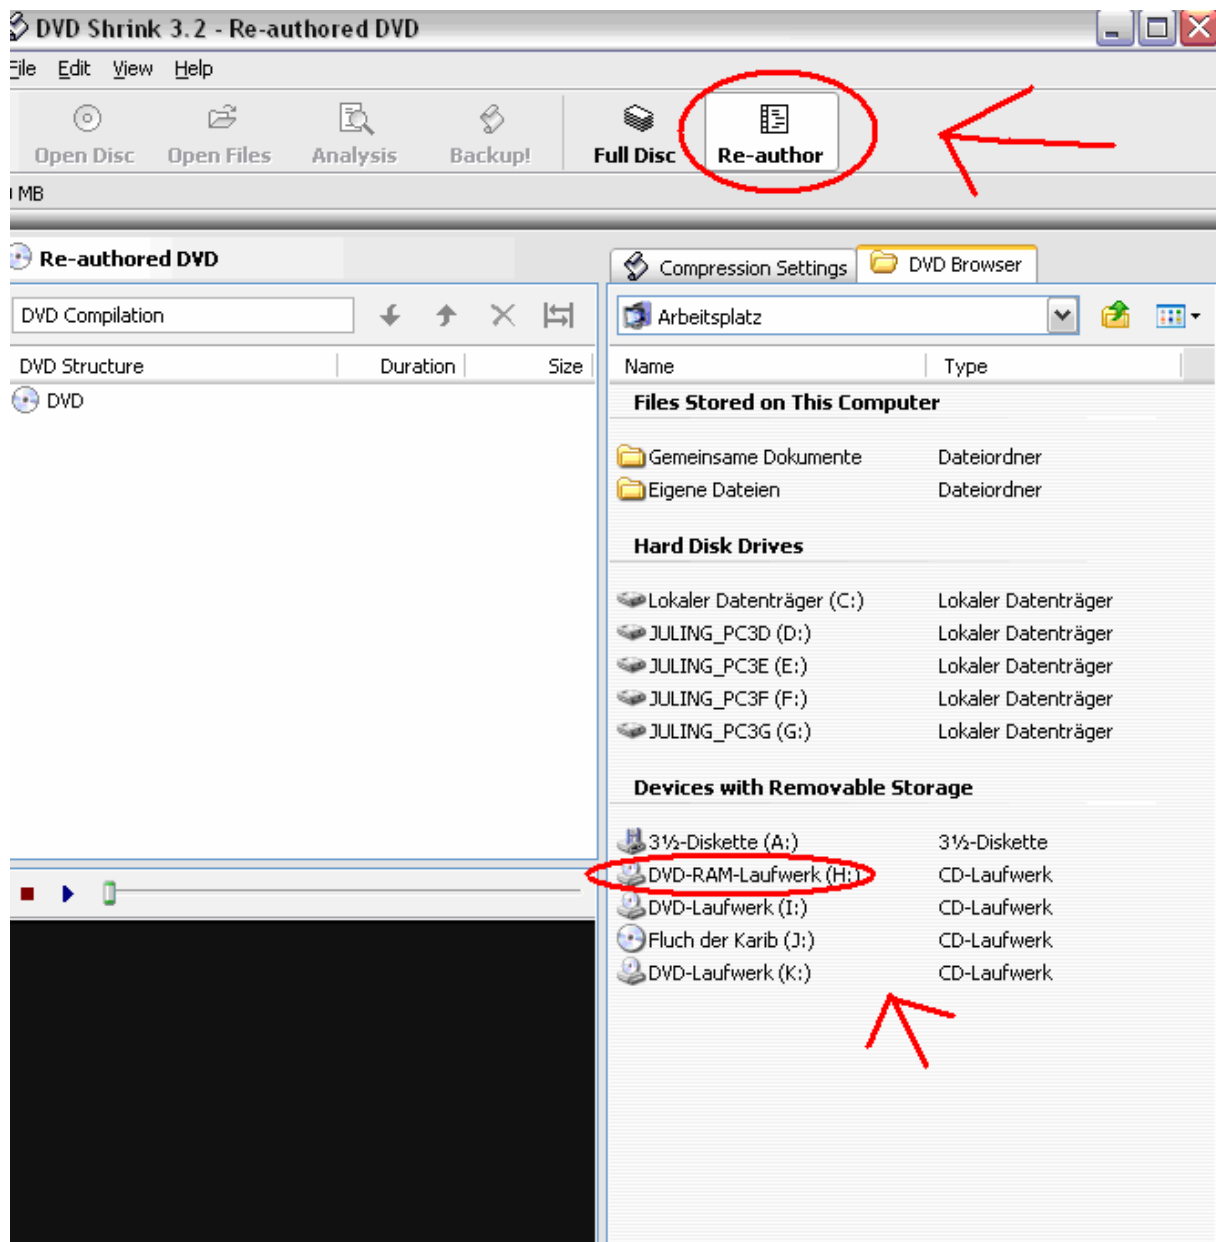 DVD Shrink 3.2 - Re-authored DVD
File Edit View Help
Open Disc Open Files Analysis Backup! Full Disc Re-author
MB
Re-authored DVD
Compression Settings DVD Browser
DVD Compilation
Arbeitsplatz
DVD Structure Duration Size
Name Type
DVD
Files Stored on This Computer
Gemeinsame Dokumente Dateiordner
Eigene Dateien Dateiordner
Hard Disk Drives
Lokaler Datenträger (C:) Lokaler Datenträger
JULING_PC3D (D:) Lokaler Datenträger
JULING_PC3E (E:) Lokaler Datenträger
JULING_PC3F (F:) Lokaler Datenträger
JULING_PC3G (G:) Lokaler Datenträger
Devices with Removable Storage
3½-Diskette (A:) 3½-Diskette
DVD-RAM-Laufwerk (H:) CD-Laufwerk
DVD-Laufwerk (I:) CD-Laufwerk
Fluch der Karib (J:) CD-Laufwerk
DVD-Laufwerk (K:) CD-Laufwerk